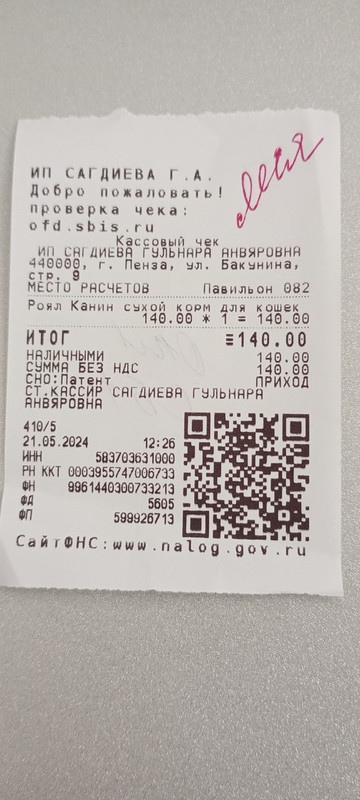 ИП САГДИЕВА Г.А.
Добро пожаловать!
проверка чека:
ofd.sbis.ru
Кассовый чек
ИП САГДИЕВА ГУЛЬНАРА АНВЯРОВНА
440000, г. Пенза, ул. Бакунина,
стр. 9
МЕСТО РАСЧЕТОВ Павильон 082
Роял Канин сухой корм для кошек
140.00 * 1 = 140.00
ИТОГ ≡140.00
НАЛИЧНЫМИ 140.00
СУММА БЕЗ НДС 140.00
СНО:Патент ПРИХОД
СТ.КАССИР САГДИЕВА ГУЛЬНАРА
АНВЯРОВНА
410/5
21.05.2024 12:26
ИНН 583703631000
РН ККТ 0003955747006733
ФН 9961440300733213
ФД 5605
ФП 599926713
СайтФНС:www.nalog.gov.ru